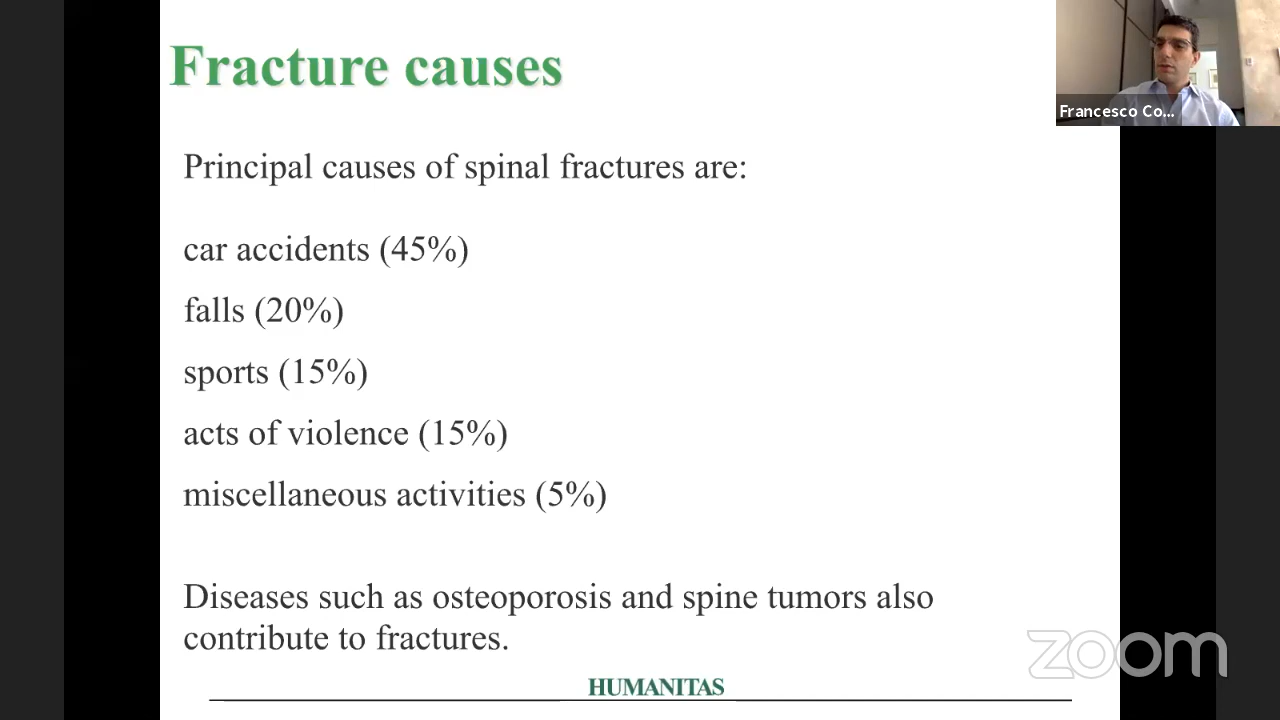 Fracture causes
Francesco Co...
Principal causes of spinal fractures are:
car accidents (45%)
falls (20%)
sports (15%)
acts of violence (15%)
miscellaneous activities (5%)
Diseases such as osteoporosis and spine tumors also
contribute to fractures.
zoom
HUMANITAS